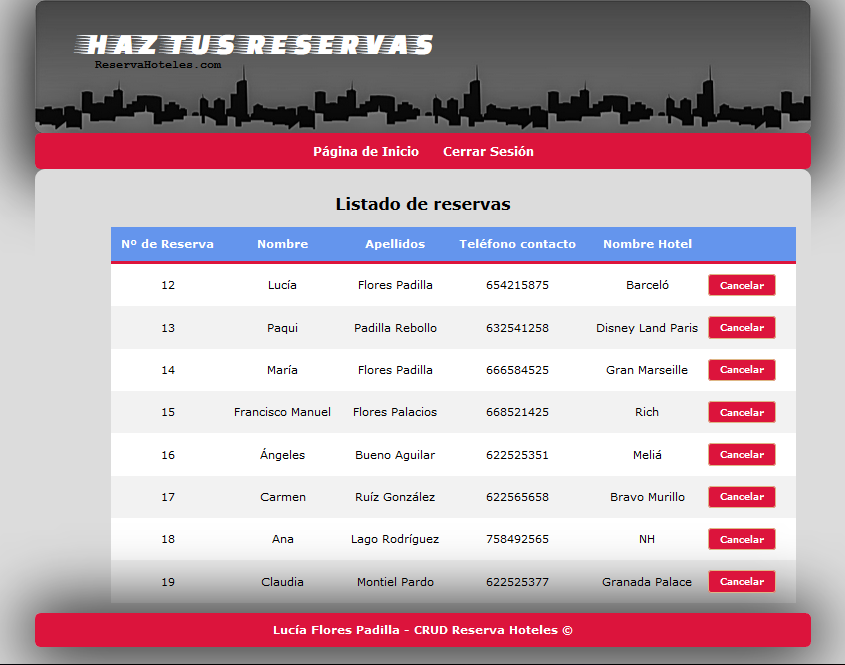 HAZ TUS RESERVAS
ReservaHoteles.com
Página de Inicio Cerrar Sesión
Listado de reservas
Nº de Reserva Nombre Apellidos Teléfono contacto Nombre Hotel
12 Lucía Flores Padilla 654215875 Barceló Cancelar
13 Paqui Padilla Rebollo 632541258 Disney Land Paris Cancelar
14 María Flores Padilla 666584525 Gran Marseille Cancelar
15 Francisco Manuel Flores Palacios 668521425 Rich Cancelar
16 Ángeles Bueno Aguilar 622525351 Meliá Cancelar
17 Carmen Ruíz González 622565658 Bravo Murillo Cancelar
18 Ana Lago Rodríguez 758492565 NH Cancelar
19 Claudia Montiel Pardo 622525377 Granada Palace Cancelar
Lucía Flores Padilla - CRUD Reserva Hoteles ©